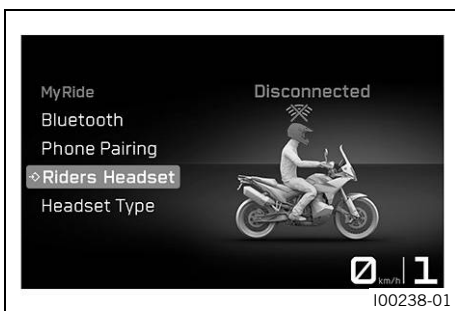 MyRide
Disconnected
Bluetooth
Phone Pairing
Riders Headset
Headset Type
0 km/h 1
I00238-01